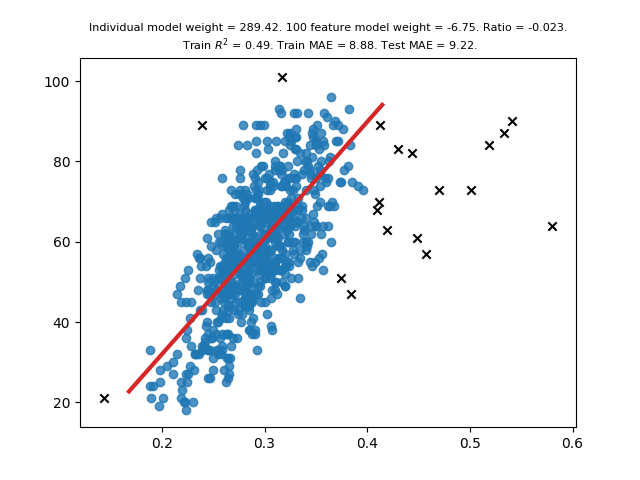 Individual model weight = 289.42. 100 feature model weight = -6.75. Ratio = -0.023.
Train R² = 0.49. Train MAE = 8.88. Test MAE = 9.22.
100
80
60
40
20
0.2 0.3 0.4 0.5 0.6